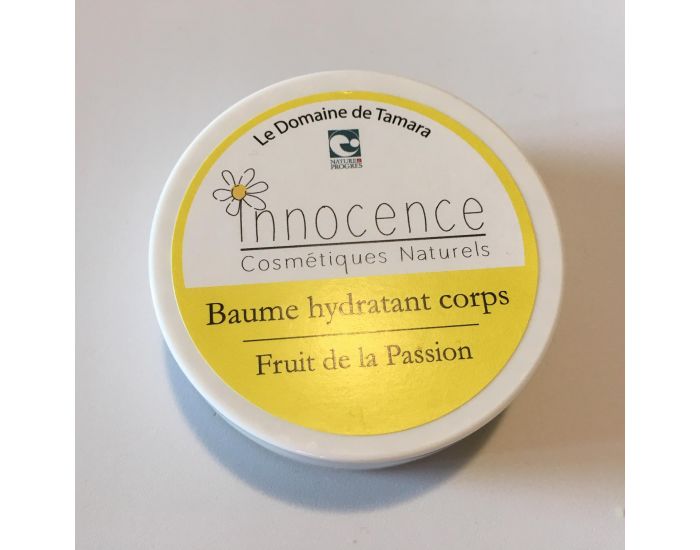 Le Domaine de Tamara
NATURE &
PROGRES
innocence
Cosmétiques Naturels
Baume hydratant corps
Fruit de la Passion